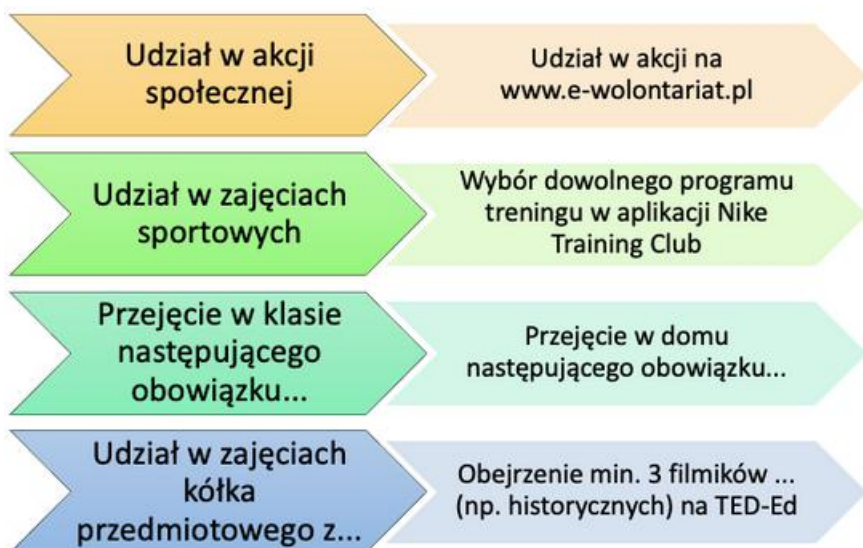 Udział w akcji
społecznej
Udział w akcji na
www.e-wolontariat.pl
Udział w zajęciach
sportowych
Wybór dowolnego programu
treningu w aplikacji Nike
Training Club
Przejęcie w klasie
następującego
obowiązku...
Przejęcie w domu
następującego obowiązku...
Udział w zajęciach
kółka
przedmiotowego z...
Obejrzenie min. 3 filmików ...
(np. historycznych) na TED-Ed